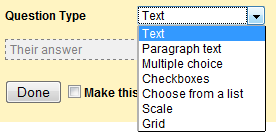 Question Type Text
Text
Their answer Paragraph text
Multiple choice
Done Make this Checkboxes
Choose from a list
Scale
Grid